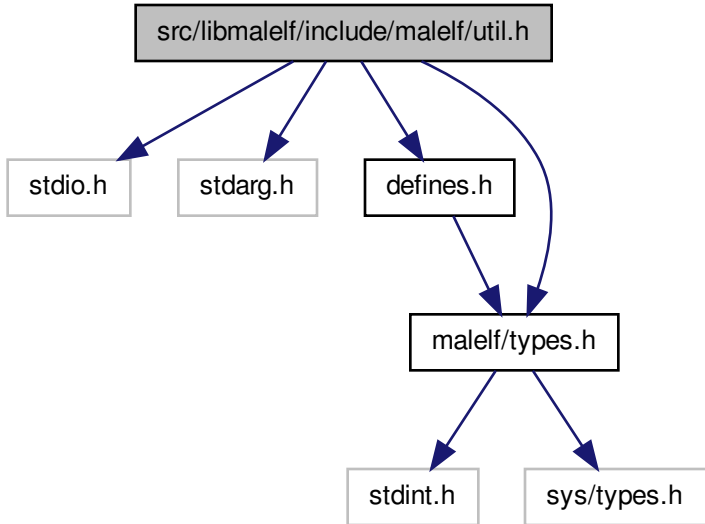 src/libmalelf/include/malelf/util.h
stdio.h
stdarg.h
defines.h
malelf/types.h
stdint.h
sys/types.h